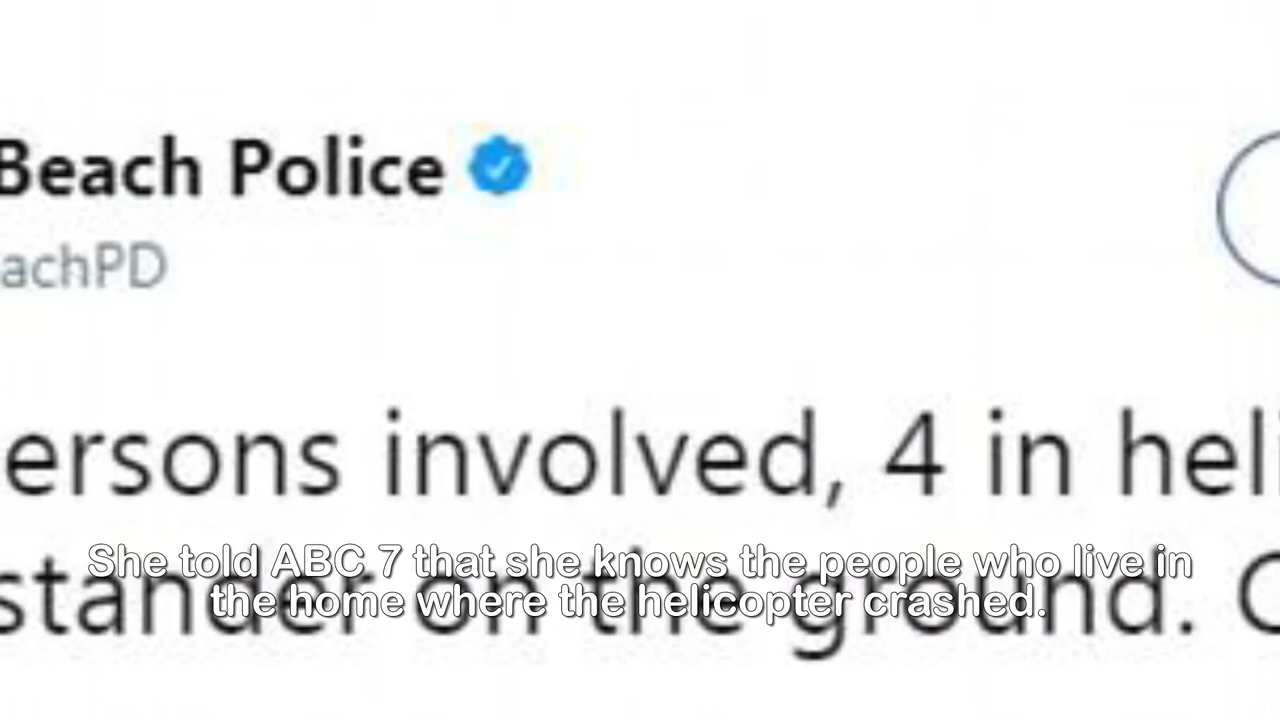 Beach Police
achPD
ersons involved, 4 in heli
stander on the ground.
She told ABC 7 that she knows the people who live in
the home where the helicopter crashed.